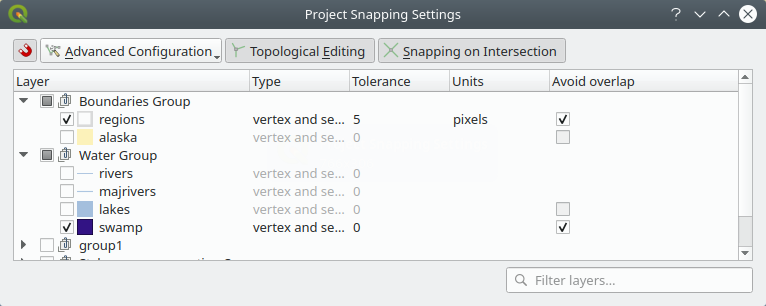 Project Snapping Settings
Advanced Configuration Topological Editing Snapping on Intersection
Layer Type Tolerance Units Avoid overlap
Boundaries Group
regions vertex and se... 5 pixels
alaska vertex and se... 0
Water Group
rivers vertex and se... 0
majrivers vertex and se... 0
lakes vertex and se... 0
swamp vertex and se... 0
group1
Filter layers...